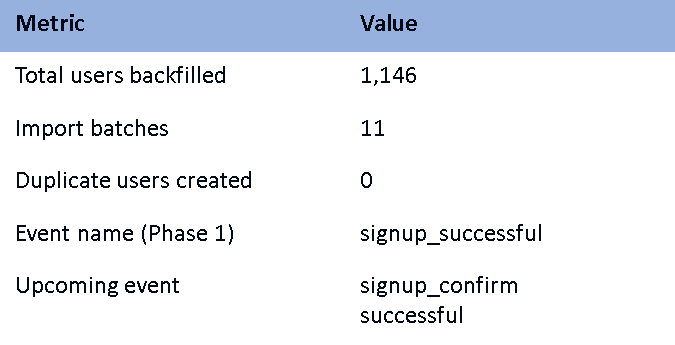 Metric Value
Total users backfilled 1,146
Import batches 11
Duplicate users created 0
Event name (Phase 1) signup_successful
Upcoming event signup_confirm
successful